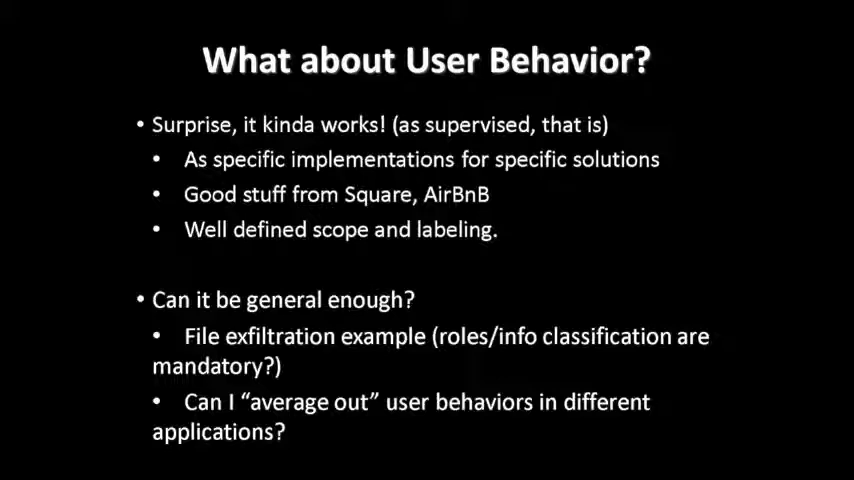 What about User Behavior?
• Surprise, it kinda works! (as supervised, that is)
• As specific implementations for specific solutions
• Good stuff from Square, AirBnB
• Well defined scope and labeling.
• Can it be general enough?
• File exfiltration example (roles/info classification are
mandatory?)
• Can I “average out” user behaviors in different
applications?